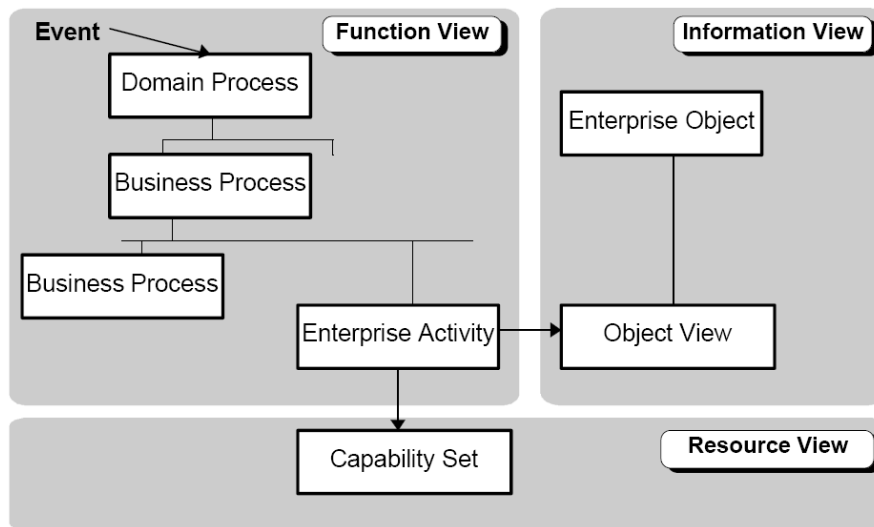 Event
Function View
Information View
Domain Process
Enterprise Object
Business Process
Business Process
Enterprise Activity
Object View
Resource View
Capability Set